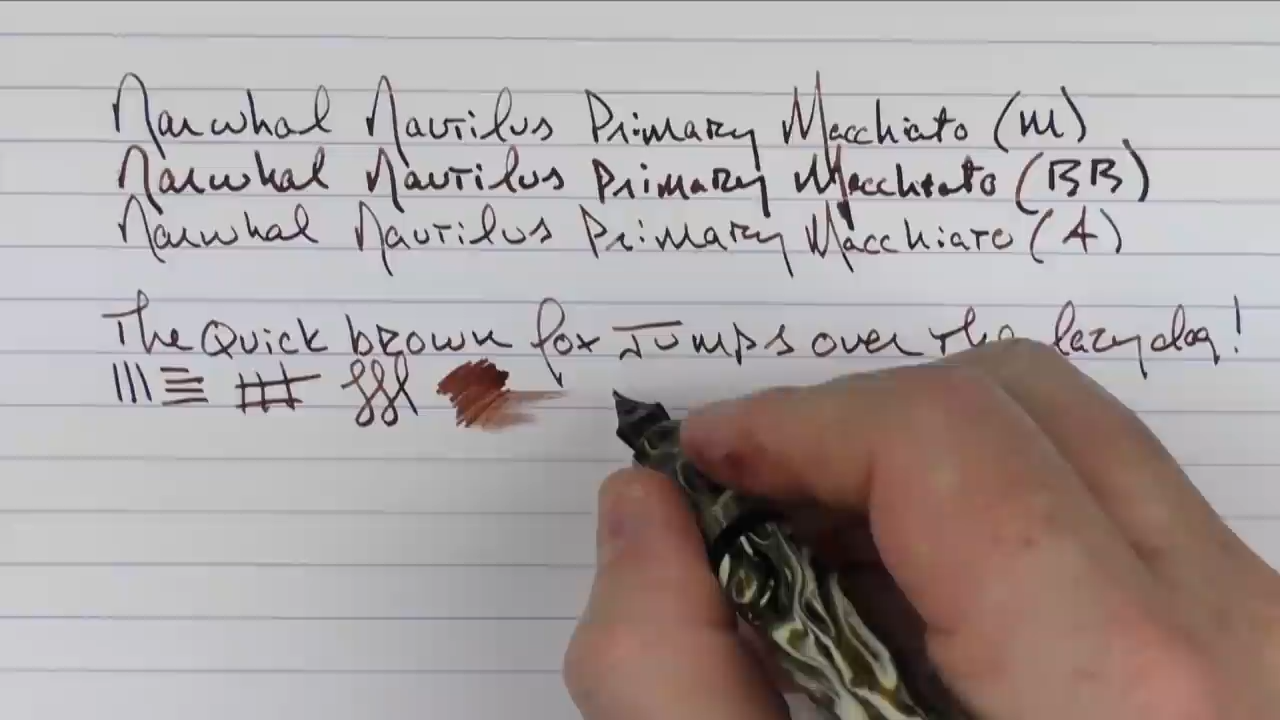 Narwhal Nautilus Primary Macchiato (M)
Narwhal Nautilus Primary Macchiato (BB)
Narwhal Nautilus Primary Macchiato (A)
The Quick brown fox Jumps over the lazy dog!